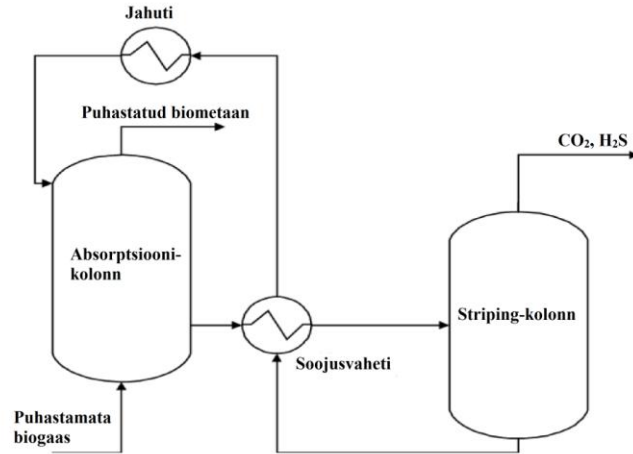 Jahuti
Puhastatud biometaan
CO₂, H₂S
Absorptsiooni-
kolonn
Striping-kolonn
Soojusvaheti
Puhastamata
biogaas